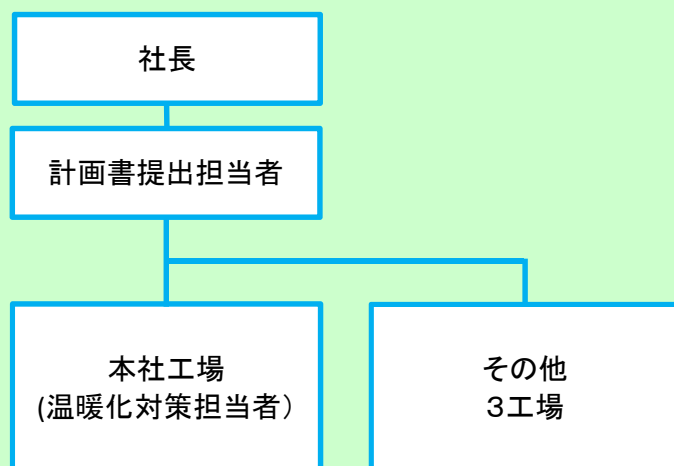 社長
計画書提出担当者
本社工場
(温暖化対策担当者）
その他
３工場